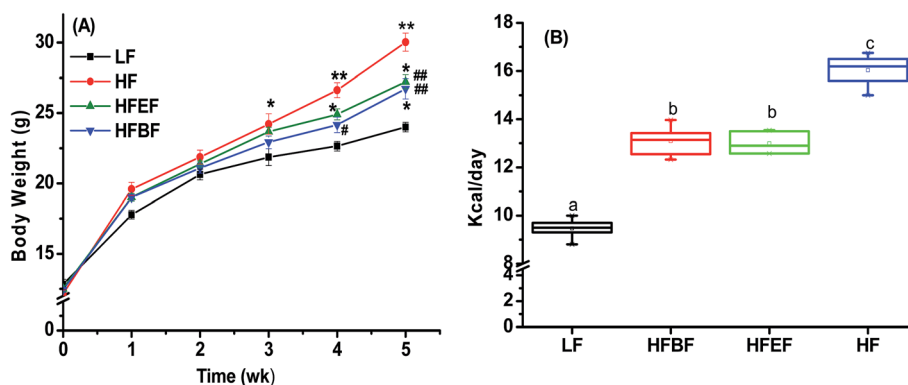 (A)
LF
HF
HFEF
HFBF
Body Weight (g)
30
25
20
15
0
**
**
*
*
*
*
#
##
##
0 1 2 3 4 5
Time (wk)
(B)
Kcal/day
18
16
14
12
10
8
4
2
0
a
b
b
c
LF HFBF HFEF HF